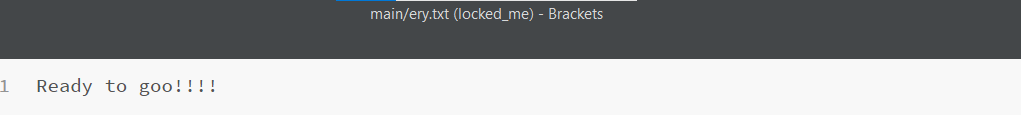 main/ery.txt (locked_me) - Brackets
1 Ready to goo!!!!